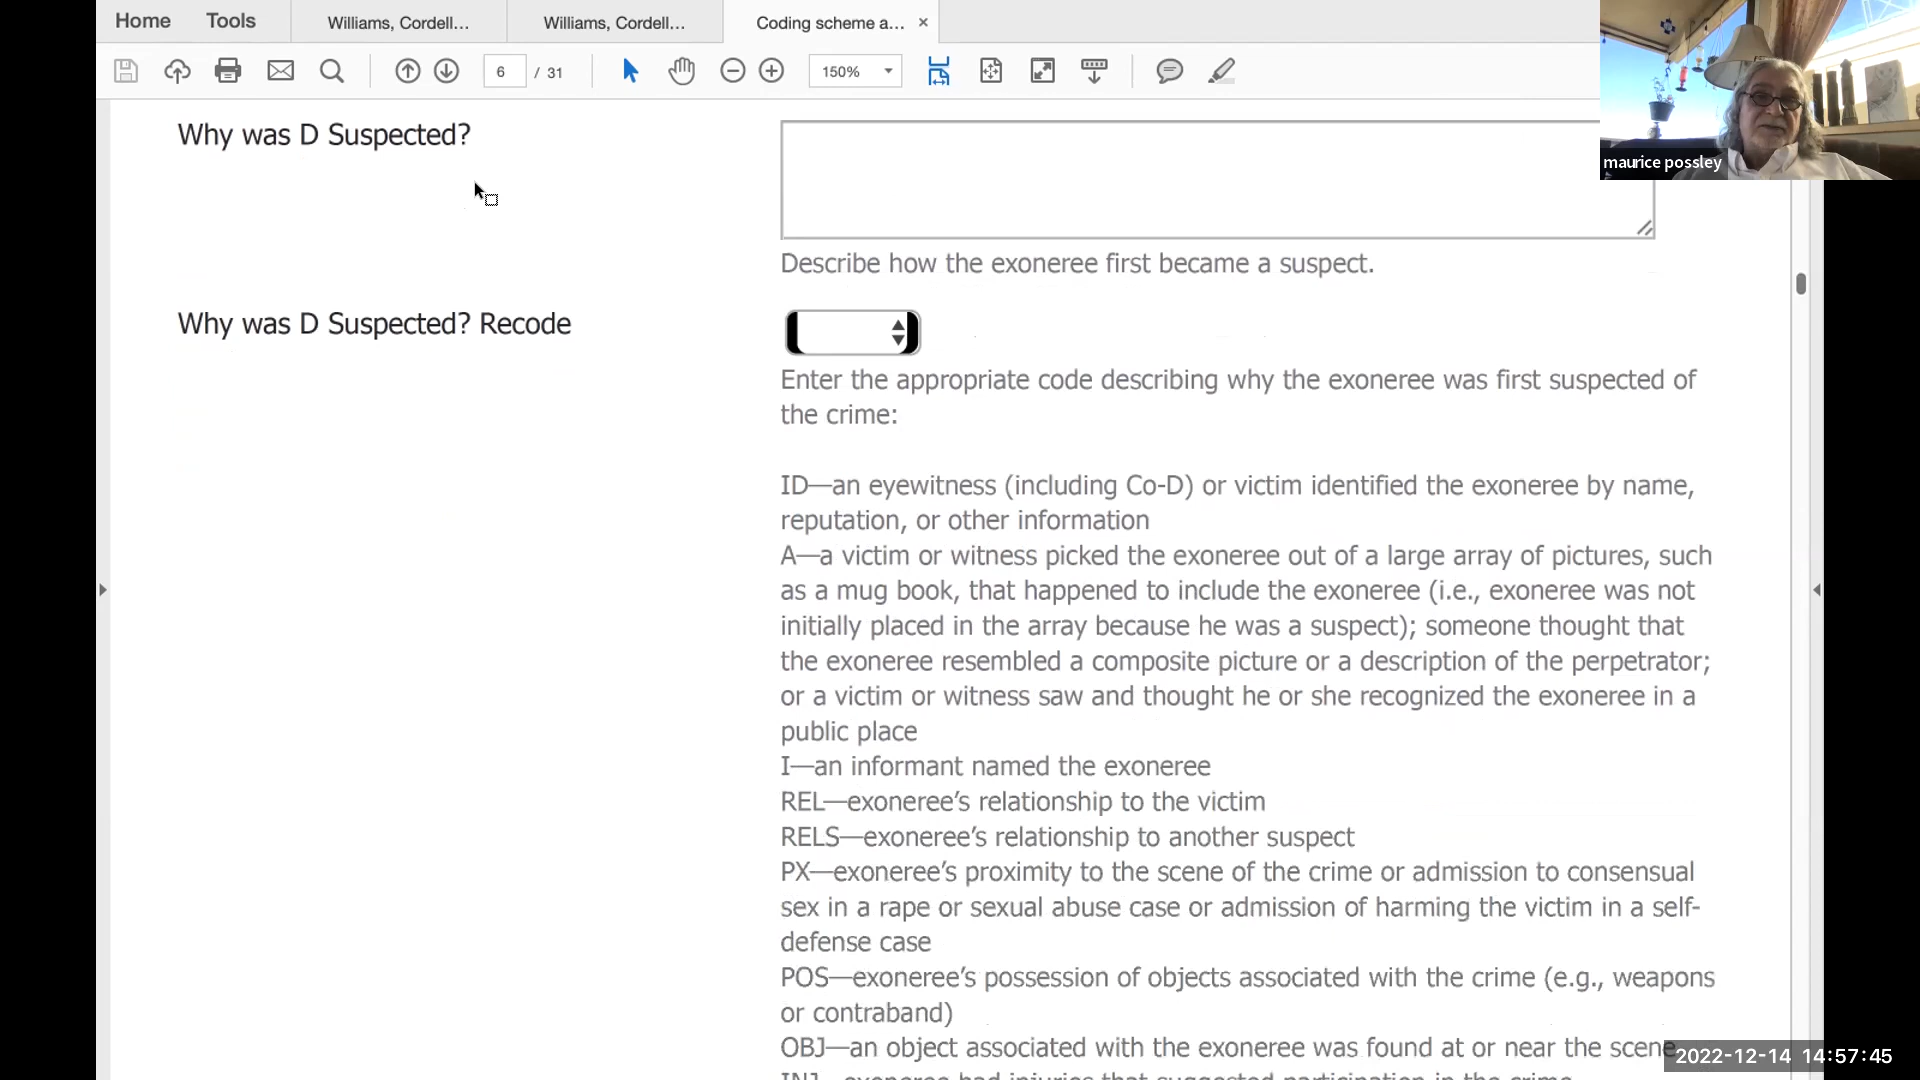 Home Tools Williams, Cordell... Williams, Cordell... Coding scheme a... ×
6 / 31 150%
maurice possley
Why was D Suspected?
Describe how the exoneree first became a suspect.
Why was D Suspected? Recode
Enter the appropriate code describing why the exoneree was first suspected of
the crime:
ID—an eyewitness (including Co-D) or victim identified the exoneree by name,
reputation, or other information
A—a victim or witness picked the exoneree out of a large array of pictures, such
as a mug book, that happened to include the exoneree (i.e., exoneree was not
initially placed in the array because he was a suspect); someone thought that
the exoneree resembled a composite picture or a description of the perpetrator;
or a victim or witness saw and thought he or she recognized the exoneree in a
public place
I—an informant named the exoneree
REL—exoneree’s relationship to the victim
RELS—exoneree’s relationship to another suspect
PX—exoneree’s proximity to the scene of the crime or admission to consensual
sex in a rape or sexual abuse case or admission of harming the victim in a self-
defense case
POS—exoneree’s possession of objects associated with the crime (e.g., weapons
or contraband)
OBJ—an object associated with the exoneree was found at or near the scene
INJ—exoneree had injuries that suggested participation in the crime
2022-12-14 14:57:45